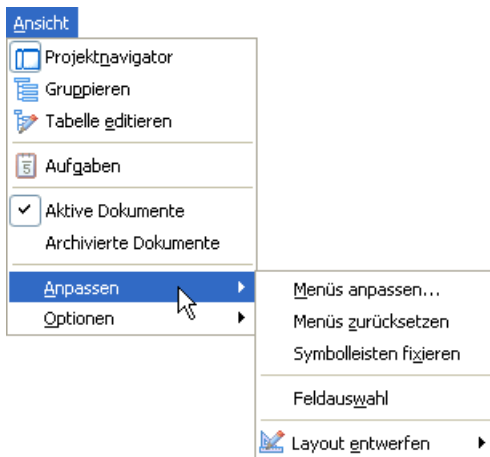 Ansicht
Projektnavigator
Gruppieren
Tabelle editieren
5
Aufgaben
Aktive Dokumente
Archivierte Dokumente
Anpassen
Optionen
Menüs anpassen...
Menüs zurücksetzen
Symbolleisten fixieren
Feldauswahl
Layout entwerfen